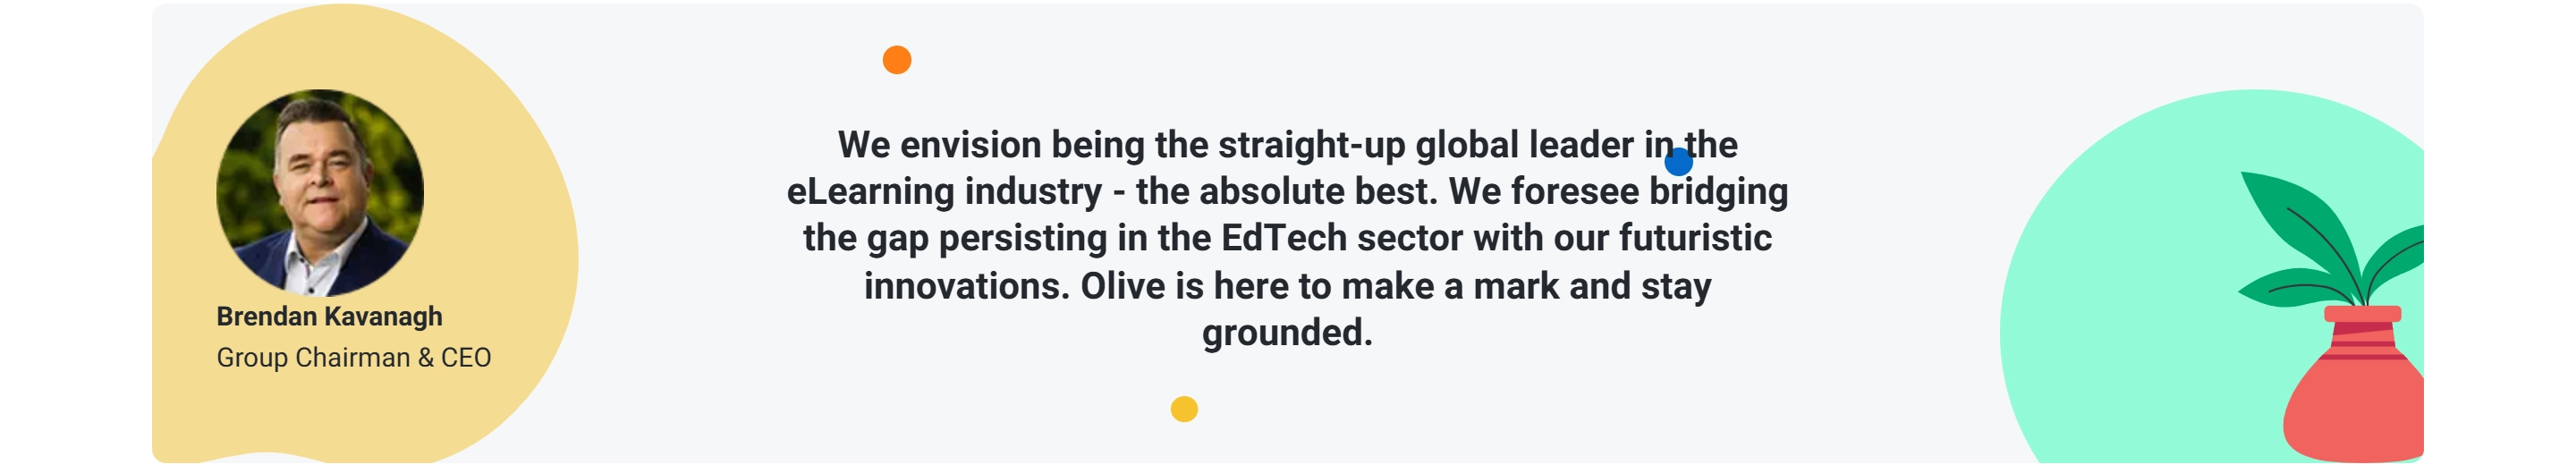 We envision being the straight-up global leader in the
eLearning industry - the absolute best. We foresee bridging
the gap persisting in the EdTech sector with our futuristic
innovations. Olive is here to make a mark and stay
grounded.
Brendan Kavanagh
Group Chairman & CEO